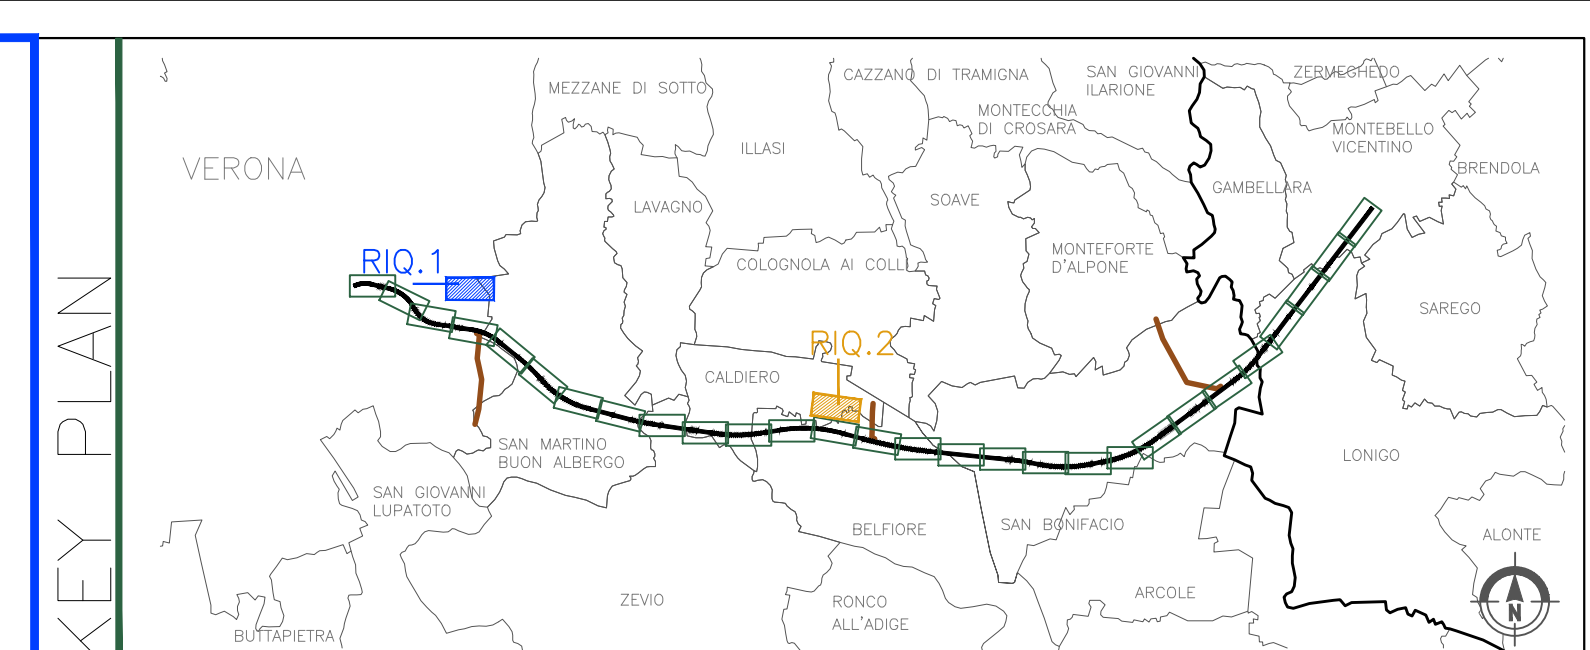 KEY PLAN
MEZZANE DI SOTTO
CAZZANO DI TRAMIGNA
SAN GIOVANNI
ILARIONE
ZERMEGHEDO
MONTECCHIA
DI CROSARA
MONTEBELLO
VICENTINO
ILLASI
VERONA
BRENDOLA
GAMBELLARA
LAVAGNO
SOAVE
MONTEFORTE
D'ALPONE
RIQ.1
COLOGNOLA AI COLLI
SAREGO
RIQ.2
CALDIERO
SAN MARTINO
BUON ALBERGO
LONIGO
SAN GIOVANNI
LUPATOTO
BELFIORE
SAN BONIFACIO
ALONTE
ZEVIO
RONCO
ALL'ADIGE
ARCOLE
N
BUTTAPIETRA